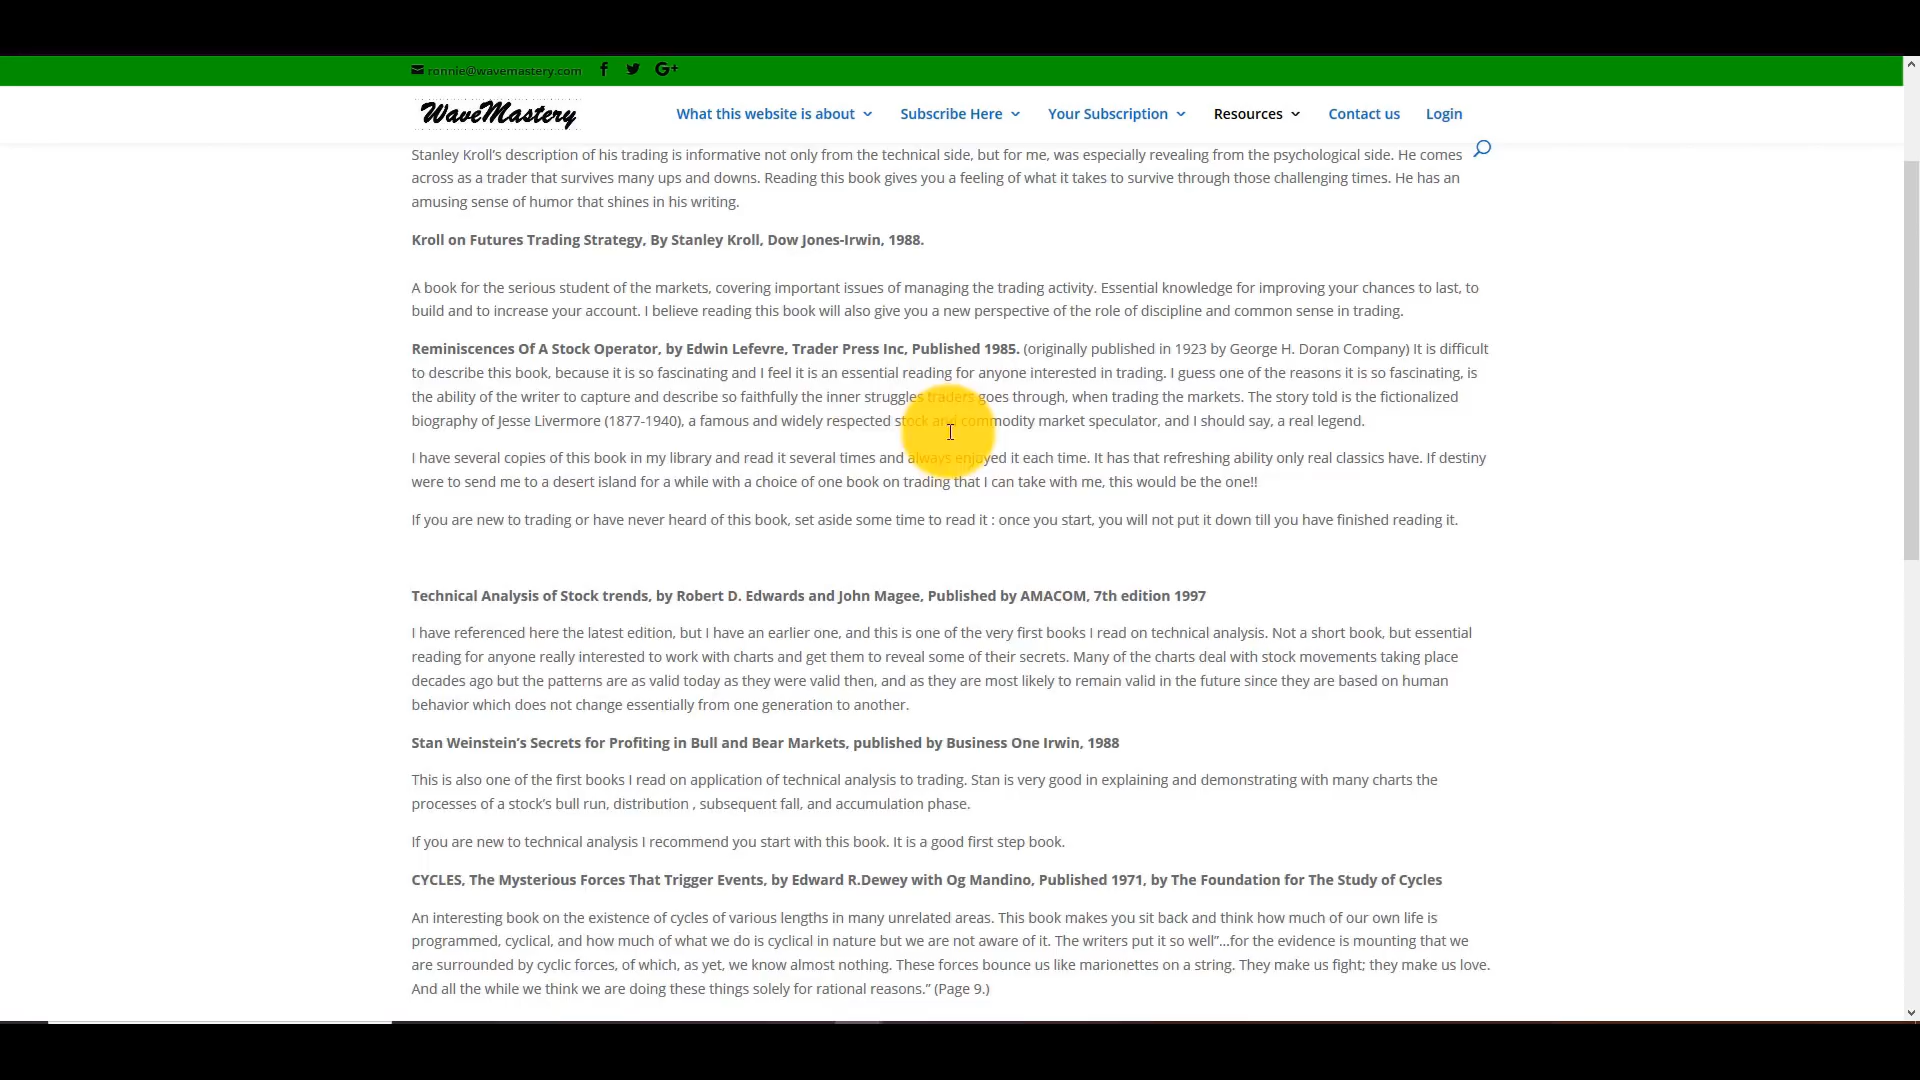 ronnie@wavemastery.com
WaveMastery
What this website is about
Subscribe Here
Your Subscription
Resources
Contact us
Login
Stanley Kroll’s description of his trading is informative not only from the technical side, but for me, was especially revealing from the psychological side. He comes
across as a trader that survives many ups and downs. Reading this book gives you a feeling of what it takes to survive through those challenging times. He has an
amusing sense of humor that shines in his writing.
Kroll on Futures Trading Strategy, By Stanley Kroll, Dow Jones-Irwin, 1988.
A book for the serious student of the markets, covering important issues of managing the trading activity. Essential knowledge for improving your chances to last, to
build and to increase your account. I believe reading this book will also give you a new perspective of the role of discipline and common sense in trading.
Reminiscences Of A Stock Operator, by Edwin Lefevre, Trader Press Inc, Published 1985. (originally published in 1923 by George H. Doran Company) It is difficult
to describe this book, because it is so fascinating and I feel it is an essential reading for anyone interested in trading. I guess one of the reasons it is so fascinating, is
the ability of the writer to capture and describe so faithfully the inner struggles traders goes through, when trading the markets. The story told is the fictionalized
biography of Jesse Livermore (1877-1940), a famous and widely respected stock and commodity market speculator, and I should say, a real legend.
I have several copies of this book in my library and read it several times and always enjoyed it each time. It has that refreshing ability only real classics have. If destiny
were to send me to a desert island for a while with a choice of one book on trading that I can take with me, this would be the one!!
If you are new to trading or have never heard of this book, set aside some time to read it : once you start, you will not put it down till you have finished reading it.
Technical Analysis of Stock trends, by Robert D. Edwards and John Magee, Published by AMACOM, 7th edition 1997
I have referenced here the latest edition, but I have an earlier one, and this is one of the very first books I read on technical analysis. Not a short book, but essential
reading for anyone really interested to work with charts and get them to reveal some of their secrets. Many of the charts deal with stock movements taking place
decades ago but the patterns are as valid today as they were valid then, and as they are most likely to remain valid in the future since they are based on human
behavior which does not change essentially from one generation to another.
Stan Weinstein’s Secrets for Profiting in Bull and Bear Markets, published by Business One Irwin, 1988
This is also one of the first books I read on application of technical analysis to trading. Stan is very good in explaining and demonstrating with many charts the
processes of a stock’s bull run, distribution , subsequent fall, and accumulation phase.
If you are new to technical analysis I recommend you start with this book. It is a good first step book.
CYCLES, The Mysterious Forces That Trigger Events, by Edward R.Dewey with Og Mandino, Published 1971, by The Foundation for The Study of Cycles
An interesting book on the existence of cycles of various lengths in many unrelated areas. This book makes you sit back and think how much of our own life is
programmed, cyclical, and how much of what we do is cyclical in nature but we are not aware of it. The writers put it so well”…for the evidence is mounting that we
are surrounded by cyclic forces, of which, as yet, we know almost nothing. These forces bounce us like marionettes on a string. They make us fight; they make us love.
And all the while we think we are doing these things solely for rational reasons.” (Page 9.)